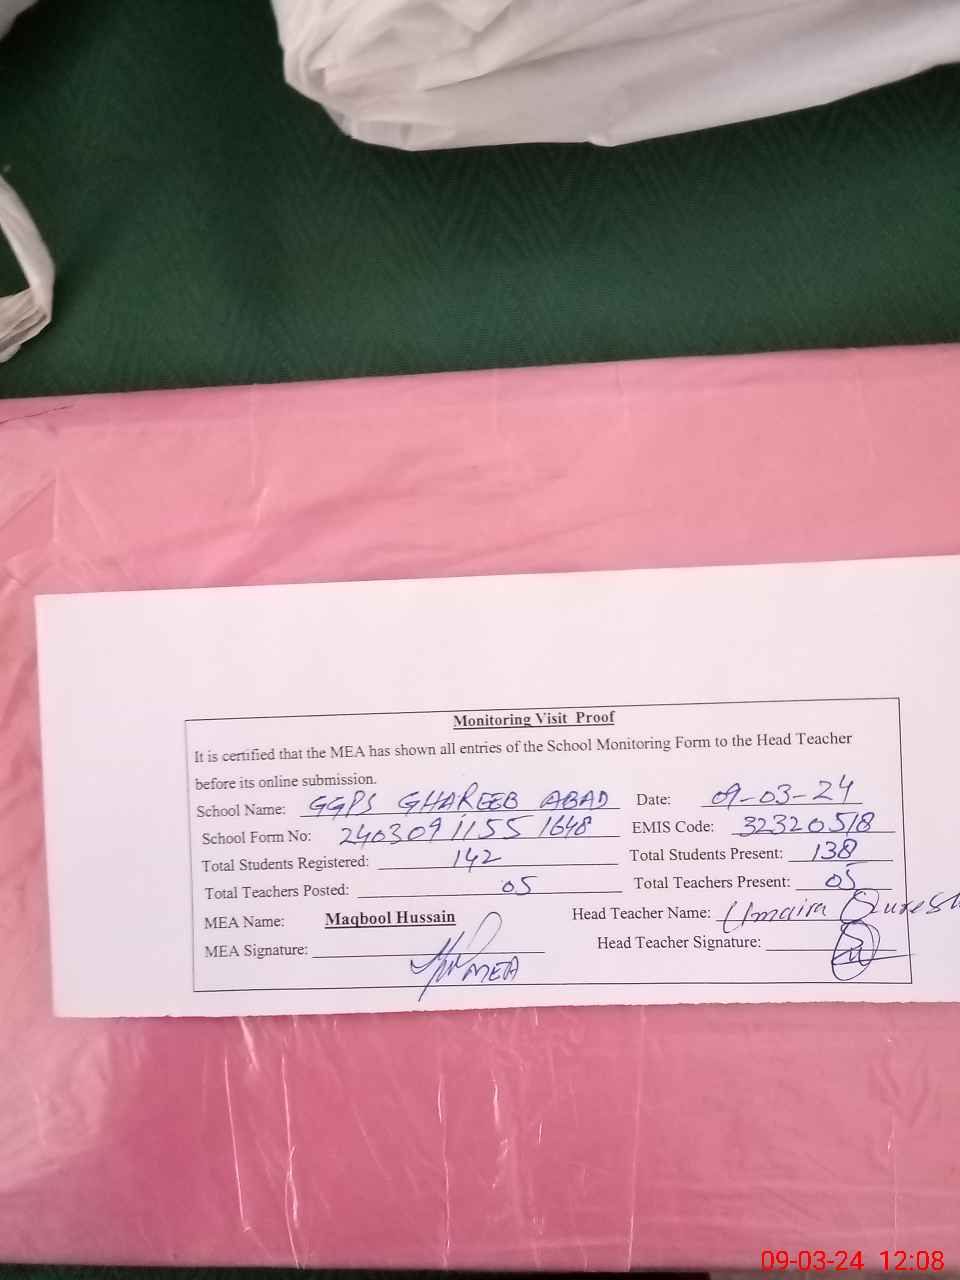 Monitoring Visit Proof
It is certified that the MEA has shown all entries of the School Monitoring Form to the Head Teacher
before its online submission.
School Name: GGPS GHAREEB ABAD Date: 09-03-24
School Form No: 2403091155 1648 EMIS Code: 32320518
Total Students Registered: 142 Total Students Present: 138
Total Teachers Posted: 05 Total Teachers Present: 05
MEA Name: Maqbool Hussain Head Teacher Name: Umaira Quresh
MEA Signature: MEA Head Teacher Signature:
09-03-24 12:08